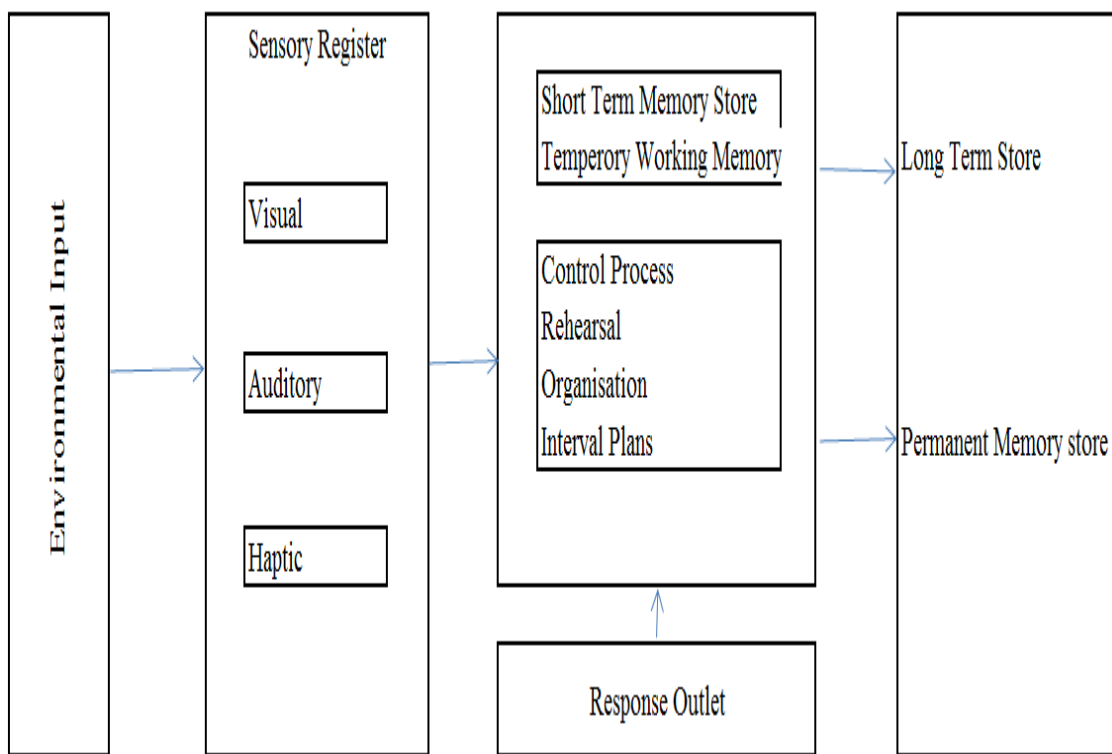 Environmental Input
Sensory Register
Visual
Auditory
Haptic
Short Term Memory Store
Temperory Working Memory
Control Process
Rehearsal
Organisation
Interval Plans
Response Outlet
Long Term Store
Permanent Memory store